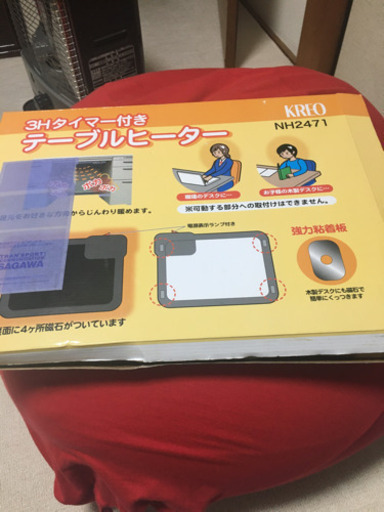 KREO
NH2471
3Hタイマー付き
テーブルヒーター
職場のデスクに…
お子様の木製デスクに…
※可動する部分への取付けはできません。
からじんわり暖めます。
電源表示ランプ付き
強力粘着板
木製デスクにも磁石で
簡単にくっつきます
SAGAWA
面に4ヶ所磁石がついています